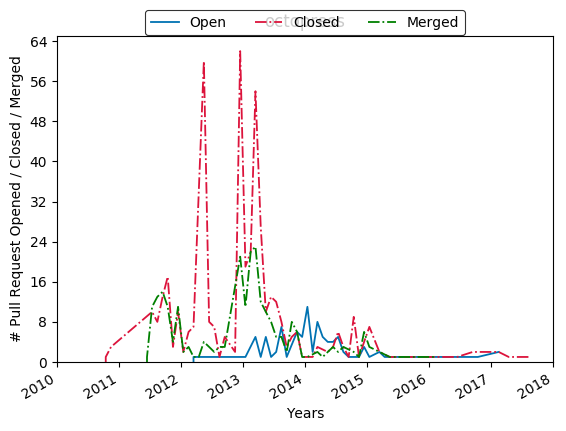 octopress
Open Closed Merged
# Pull Request Opened / Closed / Merged
64
56
48
40
32
24
16
8
0
2010 2011 2012 2013 2014 2015 2016 2017 2018
Years